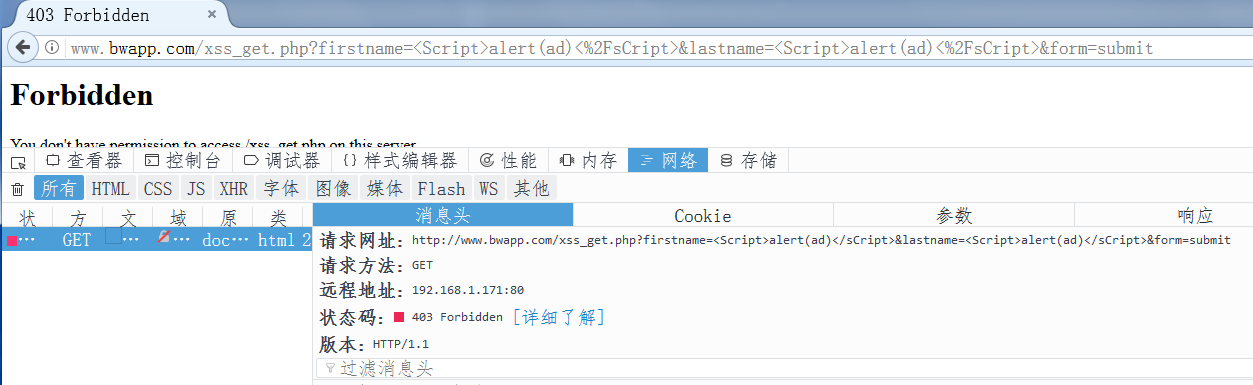 403 Forbidden ×
www.bwapp.com/xss_get.php?firstname=<Script>alert(ad)<%2FsCript>&lastname=<Script>alert(ad)<%2FsCript>&form=submit
Forbidden
You don't have permission to access /xss_get.php on this server.
查看器 控制台 调试器 {} 样式编辑器 性能 内存 网络 存储
所有 HTML CSS JS XHR 字体 图像 媒体 Flash WS 其他
状 方 文 域 原 类 消息头 Cookie 参数 响应
… GET … … doc… html 2
请求网址: http://www.bwapp.com/xss_get.php?firstname=<Script>alert(ad)</sCript>&lastname=<Script>alert(ad)</sCript>&form=submit
请求方法: GET
远程地址: 192.168.1.171:80
状态码: 403 Forbidden [详细了解]
版本: HTTP/1.1
过滤消息头